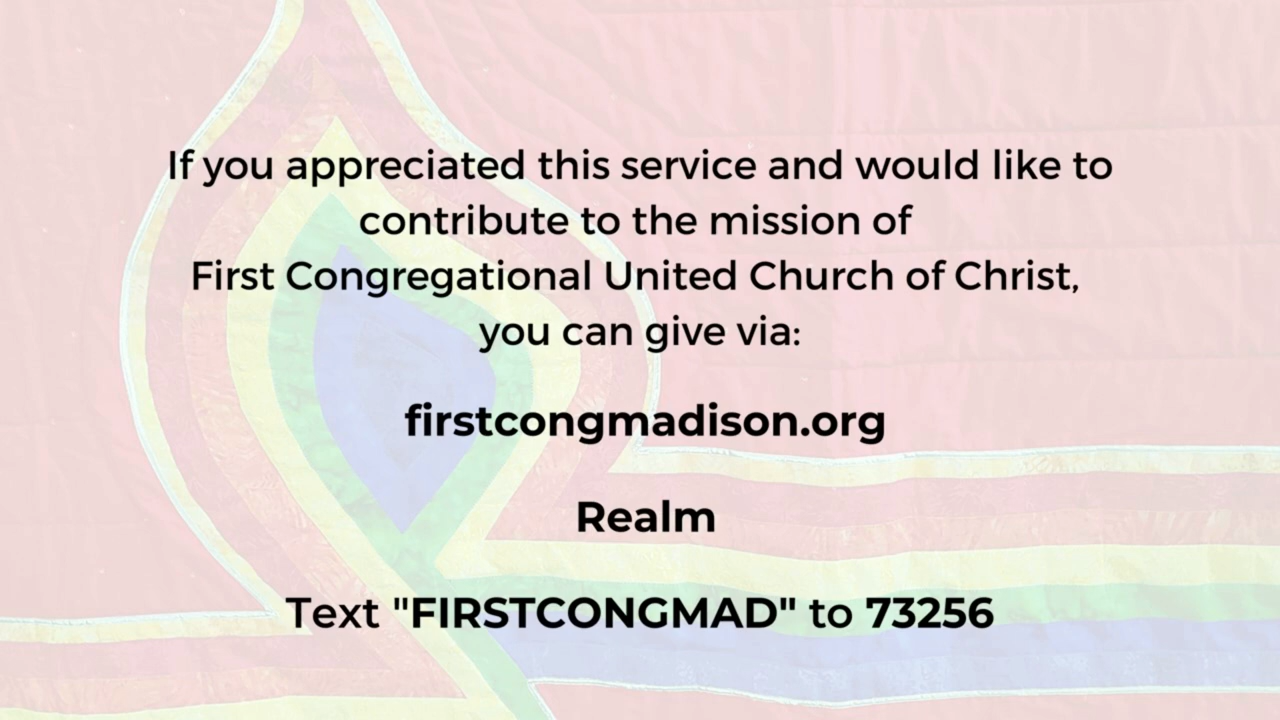 If you appreciated this service and would like to
contribute to the mission of
First Congregational United Church of Christ,
you can give via:
firstcongmadison.org
Realm
Text "FIRSTCONGMAD" to 73256